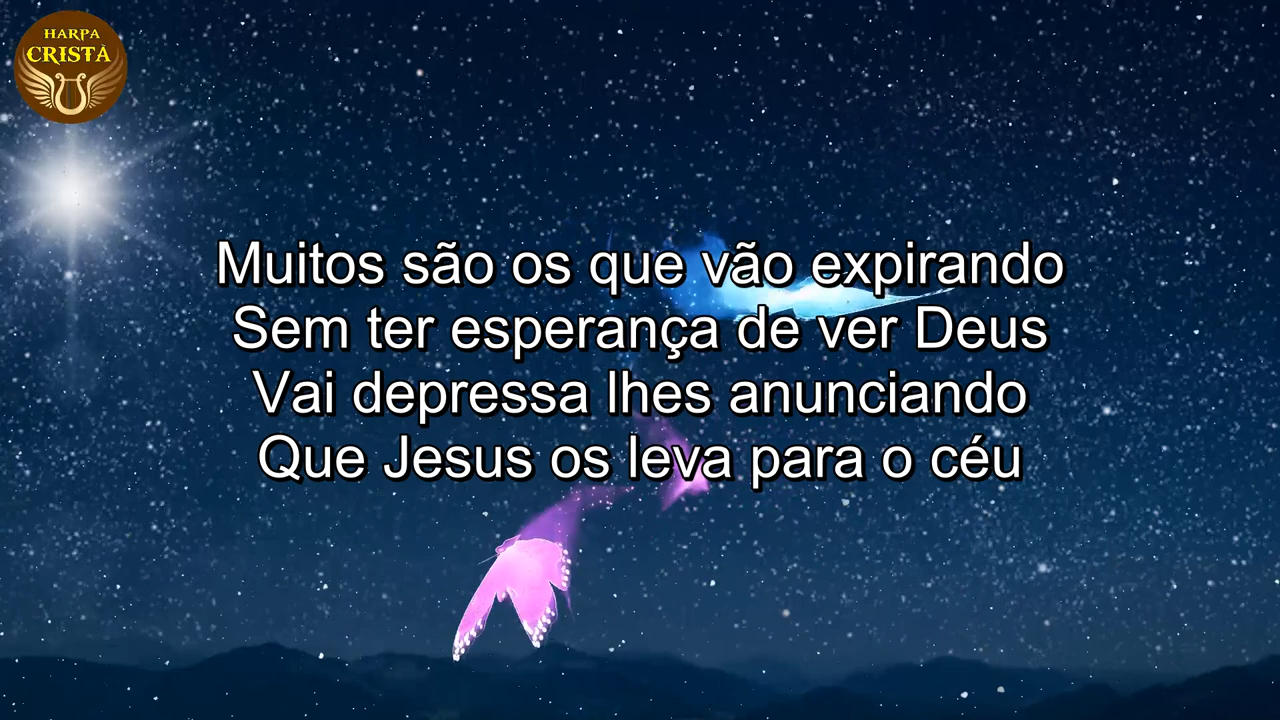 HARPA
CRISTÃ
Muitos são os que vão expirando
Sem ter esperança de ver Deus
Vai depressa lhes anunciando
Que Jesus os leva para o céu